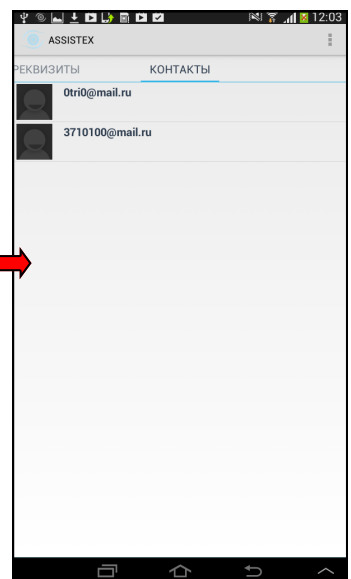 12:03
ASSISTEX
РЕКВИЗИТЫ КОНТАКТЫ
0tri0@mail.ru
3710100@mail.ru